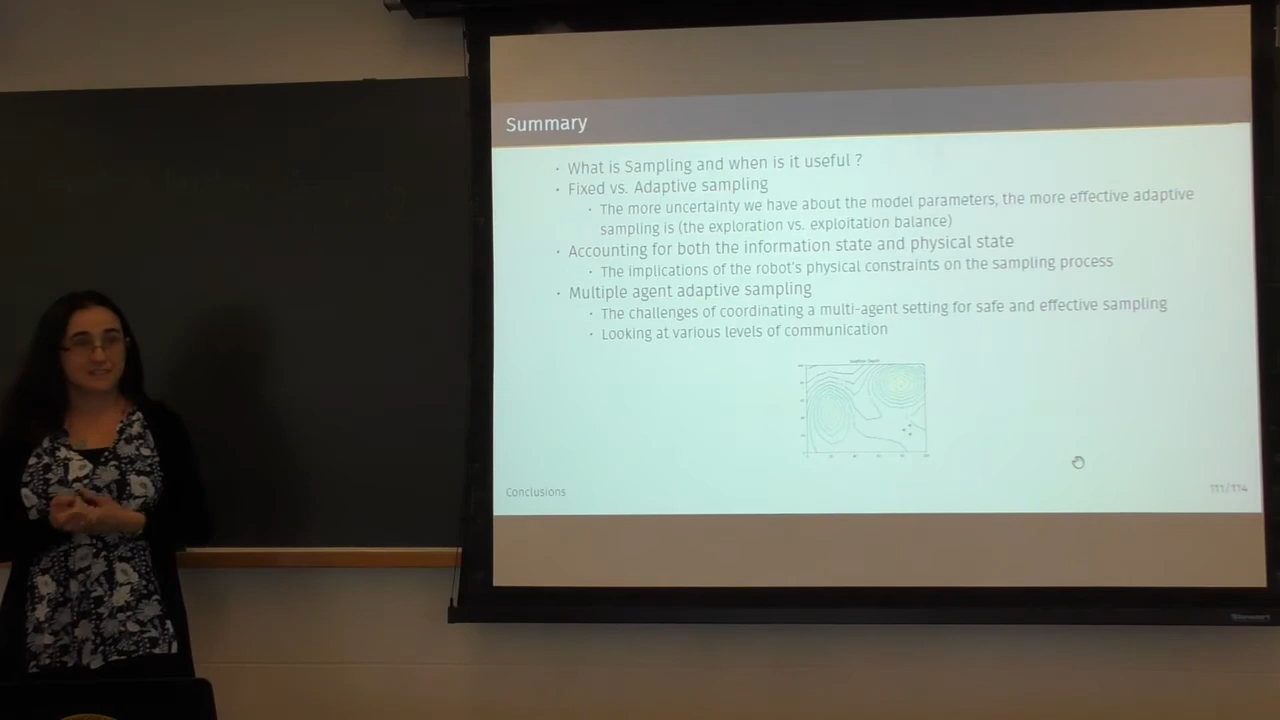 Summary
· What is Sampling and when is it useful ?
· Fixed vs. Adaptive sampling
· The more uncertainty we have about the model parameters, the more effective adaptive
sampling is (the exploration vs. exploitation balance)
· Accounting for both the information state and physical state
· The implications of the robot's physical constraints on the sampling process
· Multiple agent adaptive sampling
· The challenges of coordinating a multi-agent setting for safe and effective sampling
· Looking at various levels of communication
Conclusions
111/114